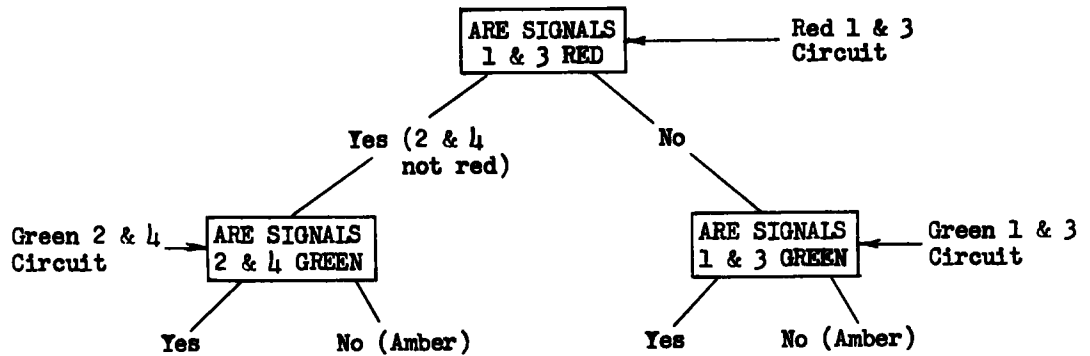 ARE SIGNALS
1 & 3 RED
Red 1 & 3
Circuit
Yes (2 & 4
not red)
No
Green 2 & 4
Circuit
ARE SIGNALS
2 & 4 GREEN
ARE SIGNALS
1 & 3 GREEN
Green 1 & 3
Circuit
Yes
No (Amber)
Yes
No (Amber)